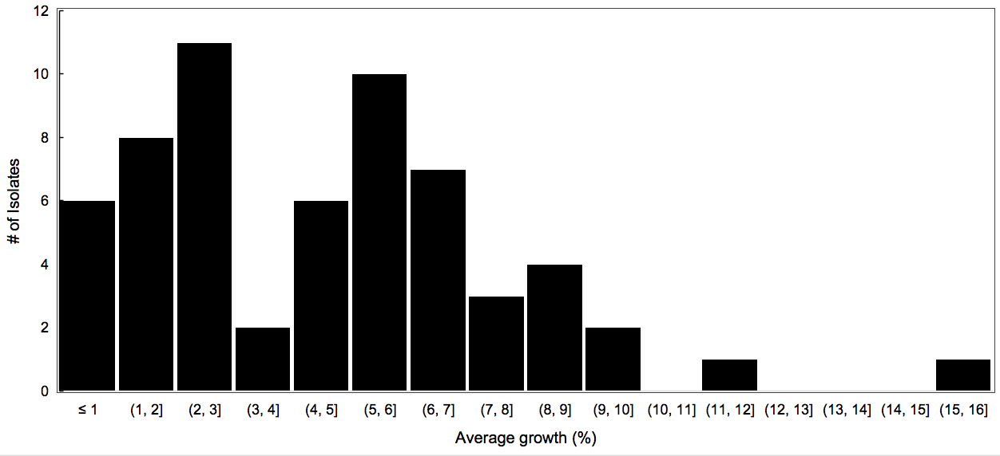 12
10
8
6
4
2
0
# of Isolates
≤ 1 (1, 2] (2, 3] (3, 4] (4, 5] (5, 6] (6, 7] (7, 8] (8, 9] (9, 10] (10, 11] (11, 12] (12, 13] (13, 14] (14, 15] (15, 16]
Average growth (%)